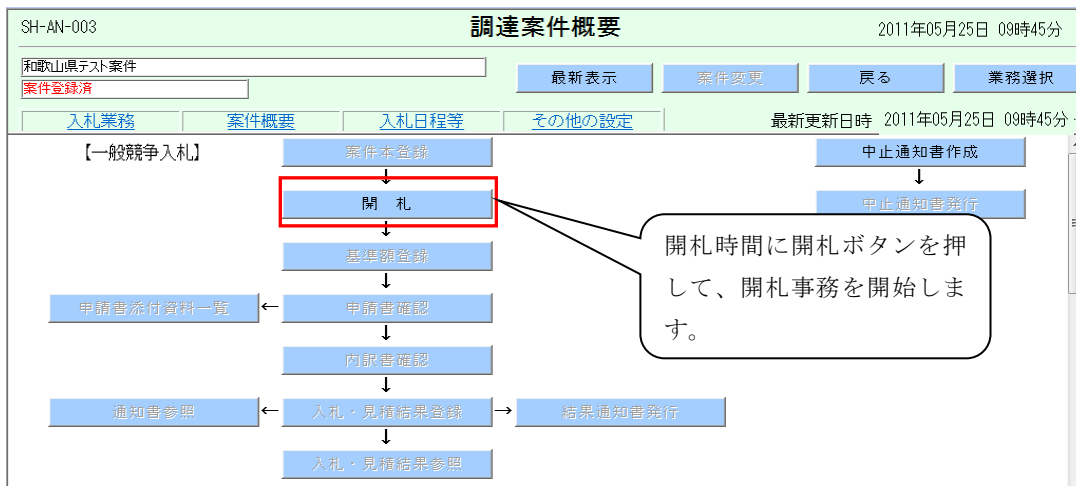 SH-AN-003
調達案件概要
2011年05月25日 09時45分
和歌山県テスト案件
案件登録済
最新表示
案件変更
戻る
業務選択
入札業務
案件概要
入札日程等
その他の設定
最新更新日時 2011年05月25日 09時45分
【一般競争入札】
案件本登録
中止通知書作成
↓
↓
開 札
中止通知書発行
↓
開札時間に開札ボタンを押
して、開札事務を開始しま
す。
基準額登録
↓
申請書添付資料一覧
←
申請書確認
↓
内訳書確認
↓
通知書参照
←
入札・見積結果登録
→
結果通知書発行
↓
入札・見積結果参照